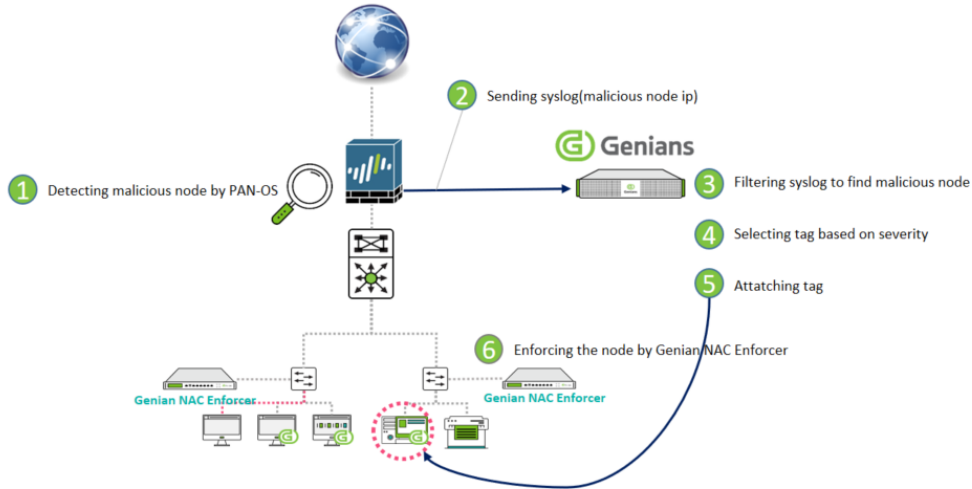 2 Sending syslog(malicious node ip)
Genians
1 Detecting malicious node by PAN-OS
Genians
3 Filtering syslog to find malicious node
4 Selecting tag based on severity
5 Attatching tag
6 Enforcing the node by Genian NAC Enforcer
Genian NAC Enforcer
Genian NAC Enforcer